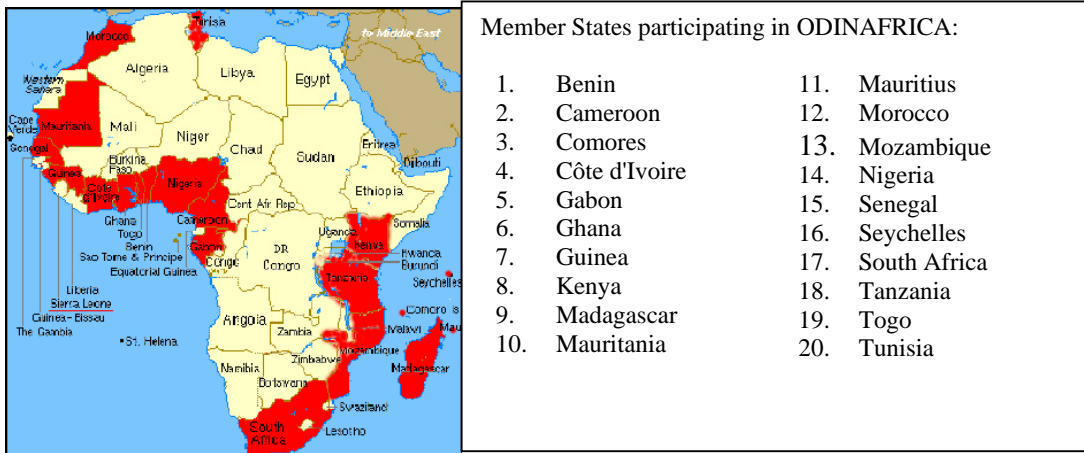 Tunisa
to Middle East
Morocco
Algeria
Libya
Egypt
Western
Sahara
Cape
Verde
Mauritania
Mali
Niger
Chad
Sudan
Eritrea
Djibouti
Senegal
Burkina
Faso
Guinea
Cote
d'Ivoire
Nigeria
Ethiopia
Cent Afr Rep
Cameroon
Somalia
Ghana
Togo
Benin
Sao Tome & Principe
Equatorial Guinea
Gabon
Congo
DR
Congo
Uganda
Kenya
Rwanda
Burundi
Tanzania
Seychelles
Liberia
Sierra Leone
Guinea-Bissau
The Gambia
St. Helena
Angola
Zambia
Comoro Is
Malawi
Mau
Mozambique
Zimbabwe
Madagascar
Namibia
Botswana
Swaziland
South
Africa
Lesotho
Member States participating in ODINAFRICA:
1. Benin
2. Cameroon
3. Comores
4. Côte d'Ivoire
5. Gabon
6. Ghana
7. Guinea
8. Kenya
9. Madagascar
10. Mauritania
11. Mauritius
12. Morocco
13. Mozambique
14. Nigeria
15. Senegal
16. Seychelles
17. South Africa
18. Tanzania
19. Togo
20. Tunisia